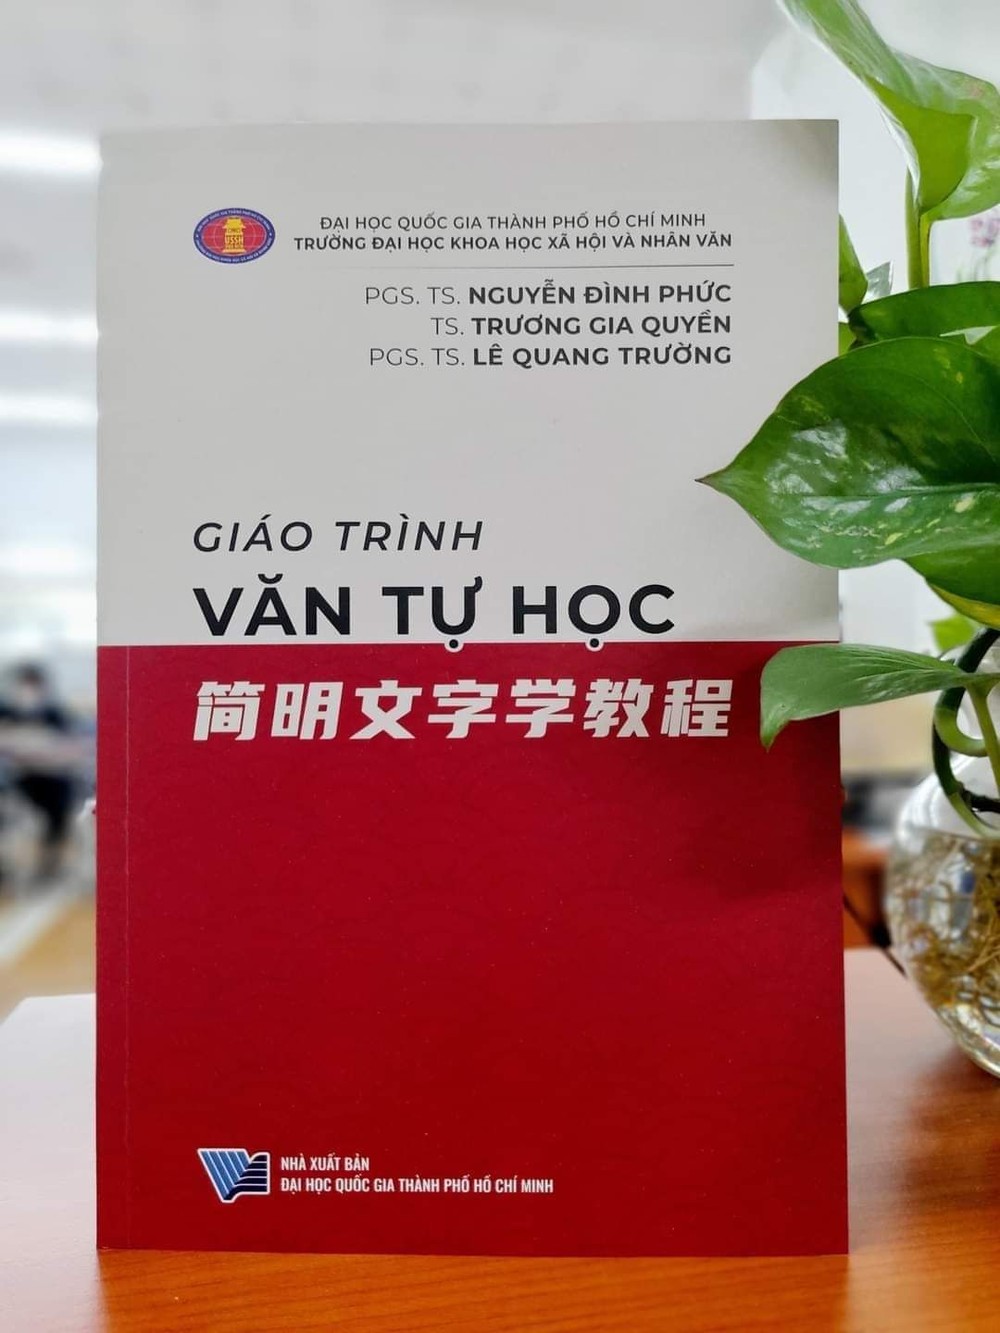 ĐẠI HỌC QUỐC GIA THÀNH PHỐ HỒ CHÍ MINH
TRƯỜNG ĐẠI HỌC KHOA HỌC XÃ HỘI VÀ NHÂN VĂN
USSH
PGS. TS. NGUYỄN ĐÌNH PHỨC
TS. TRƯƠNG GIA QUYỀN
PGS. TS. LÊ QUANG TRƯỜNG
GIÁO TRÌNH
VĂN TỰ HỌC
简明文字学教程
NHÀ XUẤT BẢN
ĐẠI HỌC QUỐC GIA THÀNH PHỐ HỒ CHÍ MINH